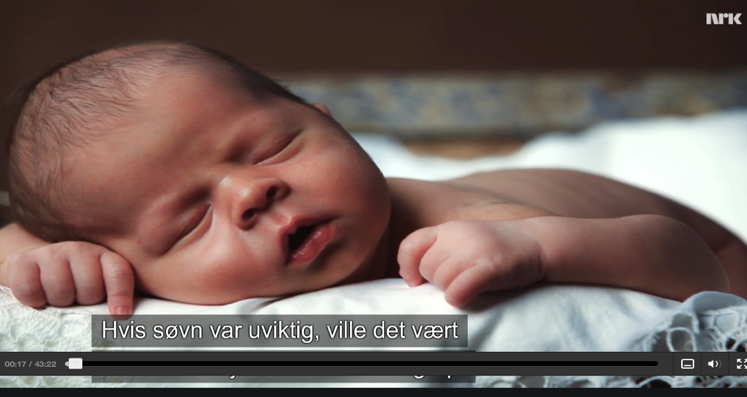 NRK
Hvis søvn var uviktig, ville det vært
00:17 / 43:22